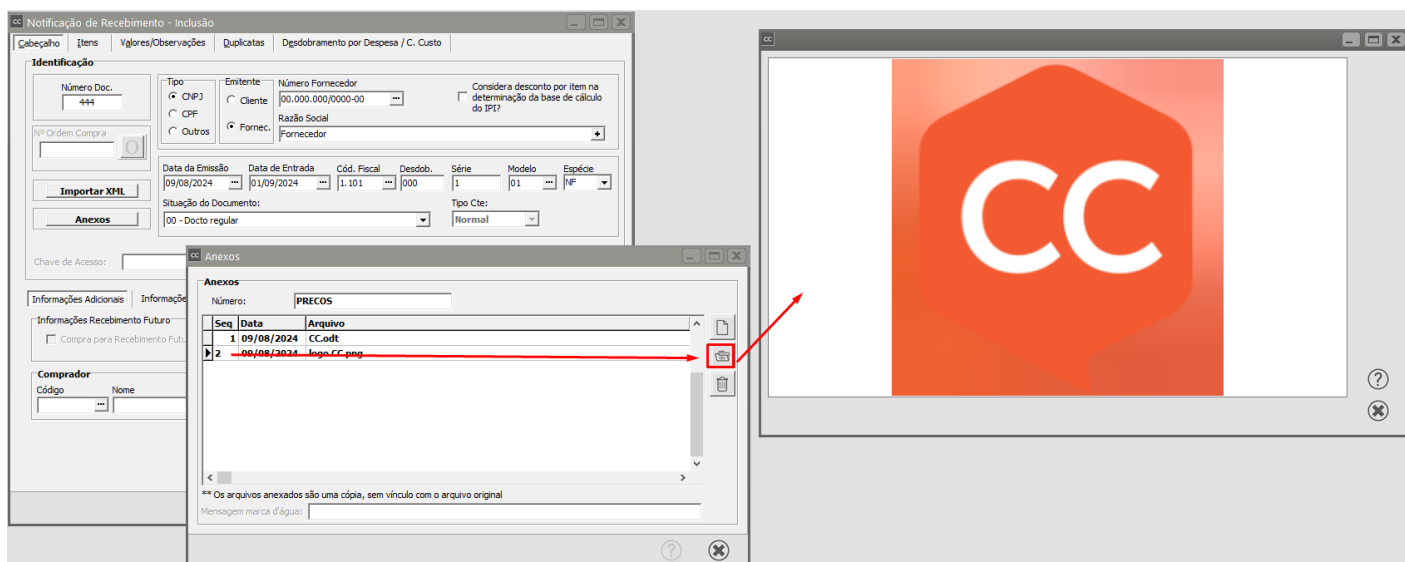 CC Notificação de Recebimento - Inclusão
Cabeçalho Itens Valores/Observações Duplicatas Desdobramento por Despesa / C. Custo
Identificação
Número Doc.
444
Nº Ordem Compra
O
Importar XML
Anexos
Tipo
CNPJ
CPF
Outros
Emitente
Cliente
Fornec.
Número Fornecedor
00.000.000/0000-00 ...
Razão Social
Fornecedor +
Considera desconto por item na
determinação da base de cálculo
do IPI?
Data da Emissão Data de Entrada Cód. Fiscal Desdob. Série Modelo Espécie
09/08/2024 ... 01/09/2024 ... 1.101 ... 000 1 01 ... NF
Situação do Documento: Tipo Cte:
00 - Docto regular Normal
Chave de Acesso:
Informações Adicionais Informaçõe
Informações Recebimento Futuro
Compra para Recebimento Futu
Comprador
Código Nome
...
CC Anexos
Anexos
Número: PRECOS
Seq Data Arquivo
1 09/08/2024 CC.odt
2 09/08/2024 logo CC.png
** Os arquivos anexados são uma cópia, sem vínculo com o arquivo original
Mensagem marca d'água:
?
CC
CC
?